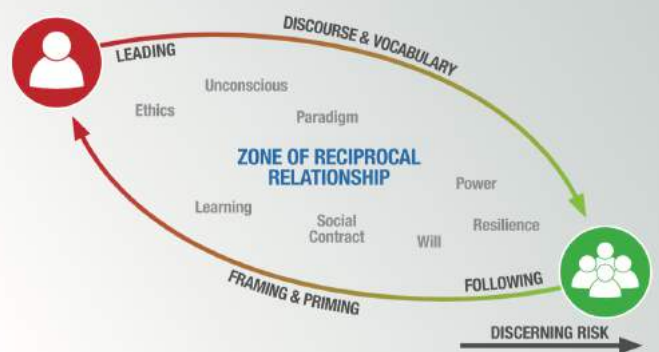 DISCOURSE & VOCABULARY
LEADING
Unconscious
Ethics
Paradigm
ZONE OF RECIPROCAL
RELATIONSHIP
Power
Learning
Social
Contract
Will
Resilience
FRAMING & PRIMING
FOLLOWING
DISCERNING RISK